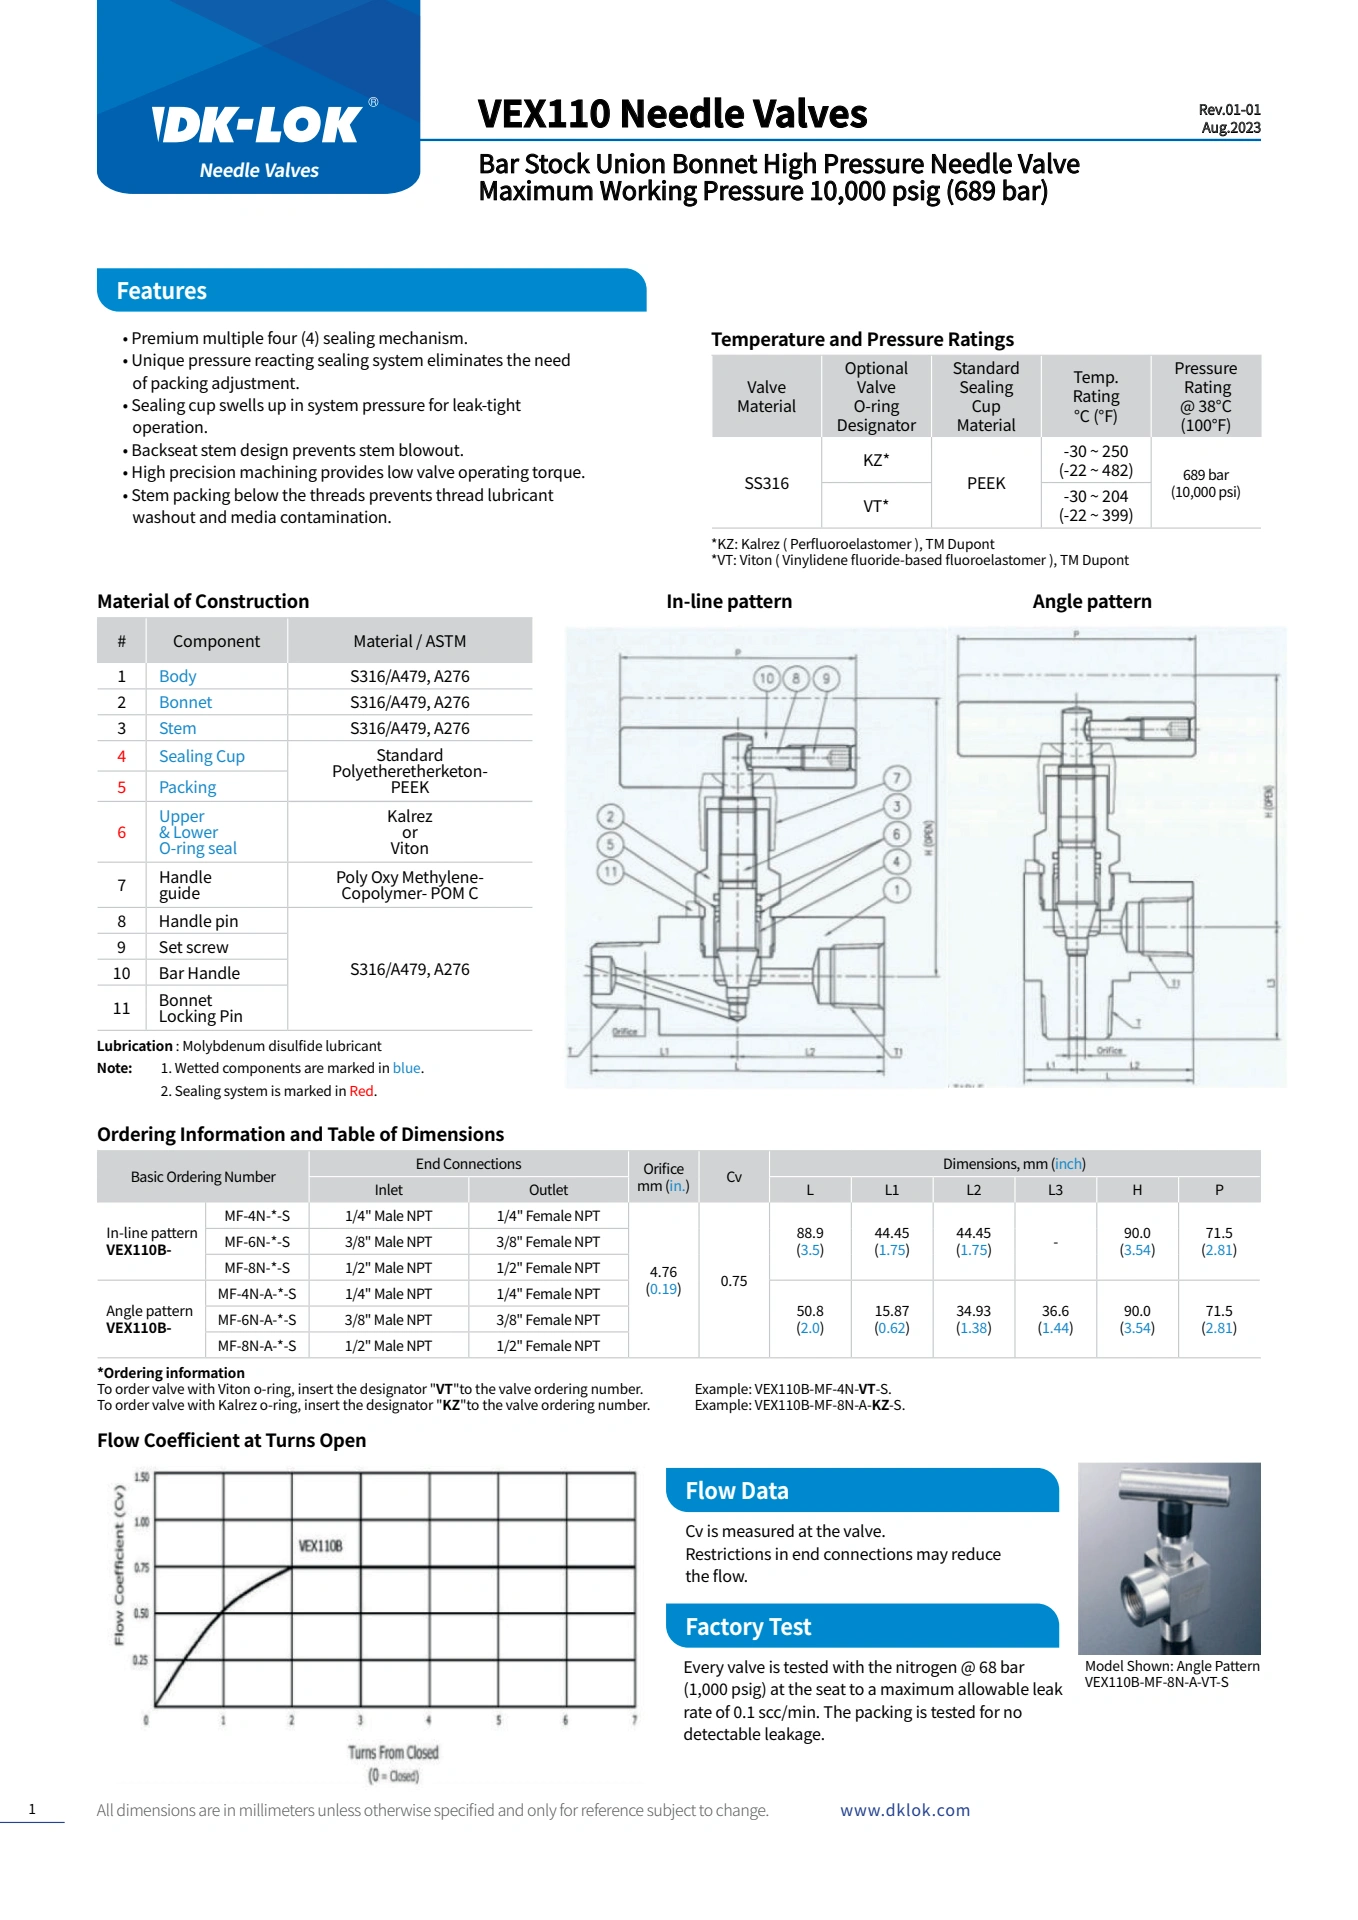 DK-LOK®
Needle Valves
VEX110 Needle Valves
Rev.01-01
Aug.2023
Bar Stock Union Bonnet High Pressure Needle Valve
Maximum Working Pressure 10,000 psig (689 bar)
Features
• Premium multiple four (4) sealing mechanism.
• Unique pressure reacting sealing system eliminates the need
of packing adjustment.
• Sealing cup swells up in system pressure for leak-tight
operation.
• Backseat stem design prevents stem blowout.
• High precision machining provides low valve operating torque.
• Stem packing below the threads prevents thread lubricant
washout and media contamination.
Temperature and Pressure Ratings
Valve Material | Optional Valve O-ring Designator | Standard Sealing Cup Material | Temp. Rating °C (°F) | Pressure Rating @ 38°C (100°F)
SS316 | KZ* | PEEK | -30 ~ 250 (-22 ~ 482) | 689 bar (10,000 psi)
VT* | -30 ~ 204 (-22 ~ 399)
*KZ: Kalrez ( Perfluoroelastomer ), TM Dupont
*VT: Viton ( Vinylidene fluoride-based fluoroelastomer ), TM Dupont
Material of Construction
# | Component | Material / ASTM
1 | Body | S316/A479, A276
2 | Bonnet | S316/A479, A276
3 | Stem | S316/A479, A276
4 | Sealing Cup | Standard Polyetheretherketon- PEEK
5 | Packing
6 | Upper & Lower O-ring seal | Kalrez or Viton
7 | Handle guide | Poly Oxy Methylene- Copolymer- POM C
8 | Handle pin | S316/A479, A276
9 | Set screw
10 | Bar Handle
11 | Bonnet Locking Pin
Lubrication : Molybdenum disulfide lubricant
Note: 1. Wetted components are marked in blue.
2. Sealing system is marked in Red.
In-line pattern
P
10 8 9
7
3
2
6
5
4
11
1
H (OPEN)
Orifice
T
L1
L2
T1
L
Angle pattern
P
H (OPEN)
L3
T1
T
Orifice
L1
L2
L
Ordering Information and Table of Dimensions
Basic Ordering Number | End Connections | Orifice mm (in.) | Cv | Dimensions, mm (inch)
Inlet | Outlet | L | L1 | L2 | L3 | H | P
In-line pattern VEX110B- | MF-4N-*-S | 1/4" Male NPT | 1/4" Female NPT | 4.76 (0.19) | 0.75 | 88.9 (3.5) | 44.45 (1.75) | 44.45 (1.75) | - | 90.0 (3.54) | 71.5 (2.81)
MF-6N-*-S | 3/8" Male NPT | 3/8" Female NPT
MF-8N-*-S | 1/2" Male NPT | 1/2" Female NPT
Angle pattern VEX110B- | MF-4N-A-*-S | 1/4" Male NPT | 1/4" Female NPT | 50.8 (2.0) | 15.87 (0.62) | 34.93 (1.38) | 36.6 (1.44) | 90.0 (3.54) | 71.5 (2.81)
MF-6N-A-*-S | 3/8" Male NPT | 3/8" Female NPT
MF-8N-A-*-S | 1/2" Male NPT | 1/2" Female NPT
*Ordering information
To order valve with Viton o-ring, insert the designator "VT"to the valve ordering number. Example: VEX110B-MF-4N-VT-S.
To order valve with Kalrez o-ring, insert the designator "KZ"to the valve ordering number. Example: VEX110B-MF-8N-A-KZ-S.
Flow Coefficient at Turns Open
Flow Coefficient (Cv)
1.50
1.00
0.75
0.50
0.25
VEX110B
0 1 2 3 4 5 6 7
Turns From Closed
(0 = Closed)
Flow Data
Cv is measured at the valve.
Restrictions in end connections may reduce
the flow.
Factory Test
Every valve is tested with the nitrogen @ 68 bar
(1,000 psig) at the seat to a maximum allowable leak
rate of 0.1 scc/min. The packing is tested for no
detectable leakage.
Model Shown: Angle Pattern
VEX110B-MF-8N-A-VT-S
1
All dimensions are in millimeters unless otherwise specified and only for reference subject to change.
www.dklok.com